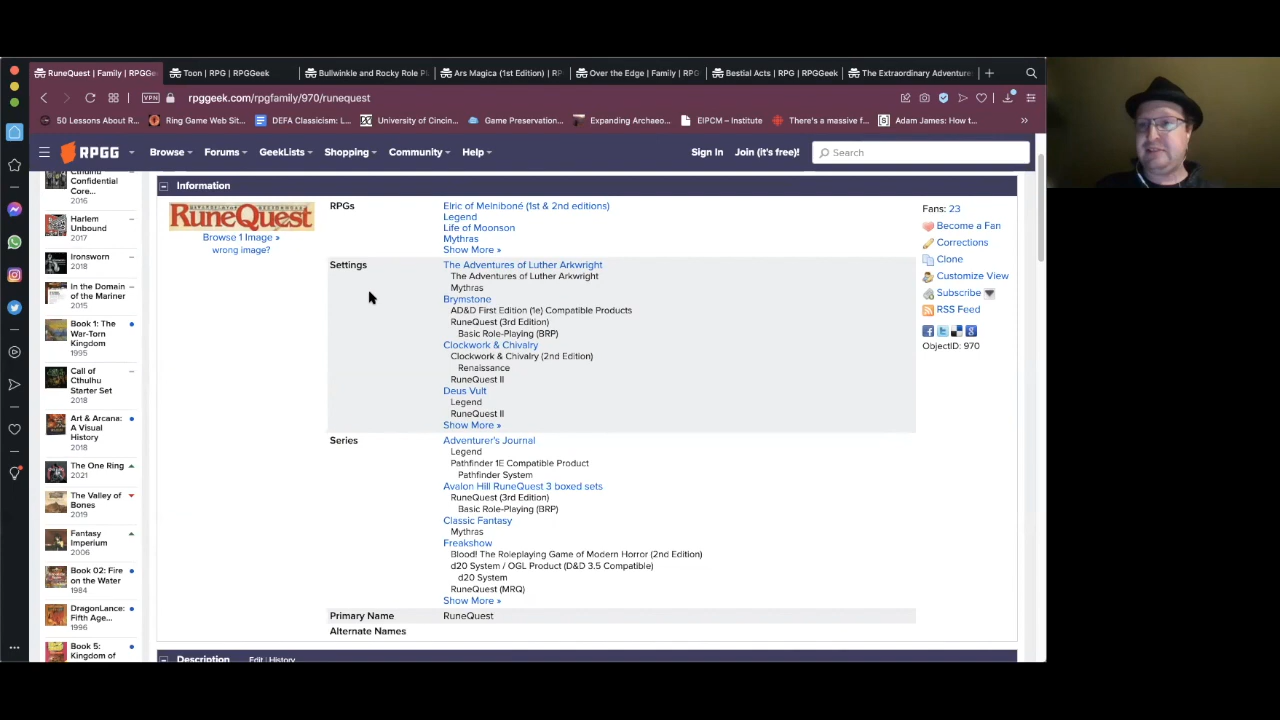 RuneQuest | Family | RPGGe
Toon | RPG | RPGGeek
Bullwinkle and Rocky Role P
Ars Magica (1st Edition) | RP
Over the Edge | Family | RPG
Bestial Acts | RPG | RPGGeek
The Extraordinary Adventure
VPN
rpggeek.com/rpgfamily/970/runequest
50 Lessons About R...
Ring Game Web Sit...
DEFA Classicism: I...
University of Cincin...
Game Preservation...
Expanding Archaeo...
EIPCM – Institute
There's a massive f...
Adam James: How t...
RPGG
Browse
Forums
GeekLists
Shopping
Community
Help
Sign In
Join (it's free!)
Search
Cthulhu
Confidential
Core...
2016
Harlem
Unbound
2017
Ironsworn
2018
In the Domain
of the Mariner
2015
Book 1: The
War-Torn
Kingdom
1995
Call of
Cthulhu
Starter Set
2018
Art & Arcana:
A Visual
History
2018
The One Ring
2021
The Valley of
Bones
2019
Fantasy
Imperium
2006
Book 02: Fire
on the Water
1984
DragonLance:
Fifth Age...
1996
Book 5:
Kingdom of
Information
RuneQuest
Browse 1 Image »
wrong image?
RPGs
Elric of Melniboné (1st & 2nd editions)
Legend
Life of Moonson
Mythras
Show More »
Settings
The Adventures of Luther Arkwright
The Adventures of Luther Arkwright
Mythras
Brymstone
AD&D First Edition (1e) Compatible Products
RuneQuest (3rd Edition)
Basic Role-Playing (BRP)
Clockwork & Chivalry
Clockwork & Chivalry (2nd Edition)
Renaissance
RuneQuest II
Deus Vult
Legend
RuneQuest II
Show More »
Series
Adventurer's Journal
Legend
Pathfinder 1E Compatible Product
Pathfinder System
Avalon Hill RuneQuest 3 boxed sets
RuneQuest (3rd Edition)
Basic Role-Playing (BRP)
Classic Fantasy
Mythras
Freakshow
Blood! The Roleplaying Game of Modern Horror (2nd Edition)
d20 System / OGL Product (D&D 3.5 Compatible)
d20 System
RuneQuest (MRQ)
Show More »
Primary Name
RuneQuest
Alternate Names
Description
Edit | History
Fans: 23
Become a Fan
Corrections
Clone
Customize View
Subscribe
RSS Feed
ObjectID: 970